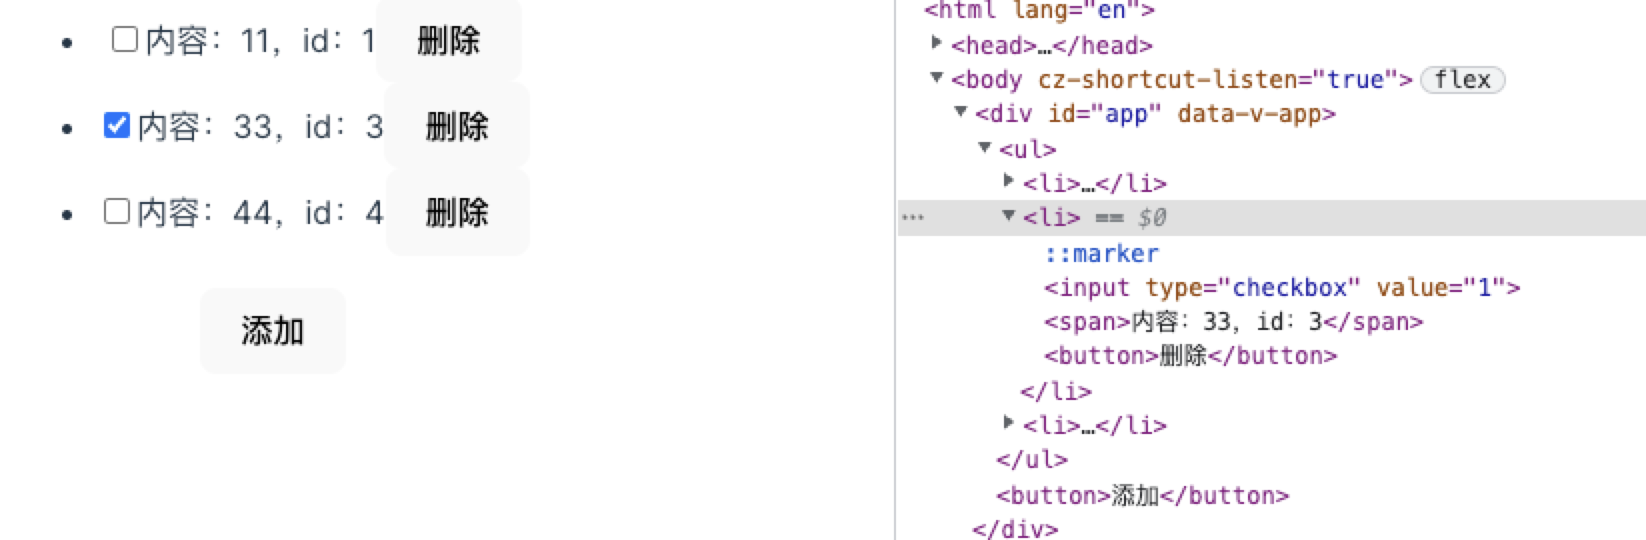 内容：11，id：1 删除
内容：33，id：3 删除
内容：44，id：4 删除
添加
<html lang="en">
<head>…</head>
<body cz-shortcut-listen="true"> flex
<div id="app" data-v-app>
<ul>
<li>…</li>
<li> == $0
::marker
<input type="checkbox" value="1">
<span>内容：33，id：3</span>
<button>删除</button>
</li>
<li>…</li>
</ul>
<button>添加</button>
</div>